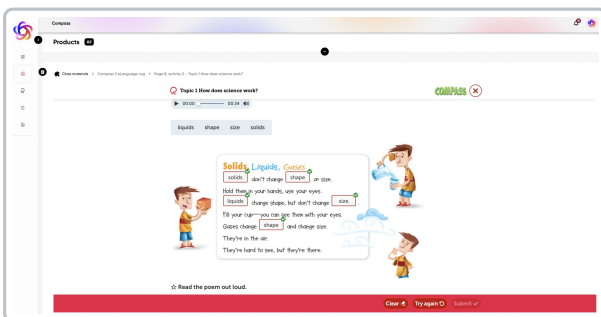 Compass
Products All
Class materials > Compass 2 eLanguage Log > Page 8, activity 2 - Topic 1 How does science work?
Topic 1 How does science work?
COMPASS
00:00 00:34
liquids shape size solids
Solids, Liquids, Gases
solids don't change shape or size.
Hold them in your hands, use your eyes.
liquids change shape, but don't change size .
Fill your cup—you can see them with your eyes.
Gases change shape and change size.
They're in the air.
They're hard to see, but they're there.
☆ Read the poem out loud.
Clear Try again Submit